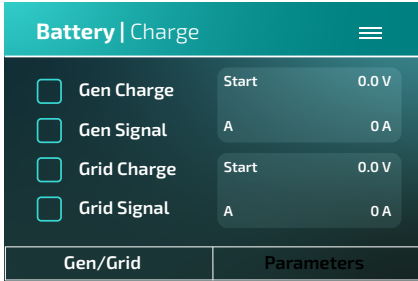 Battery | Charge
Gen Charge
Start 0.0 V
Gen Signal
A 0 A
Grid Charge
Start 0.0 V
Grid Signal
A 0 A
Gen/Grid
Parameters